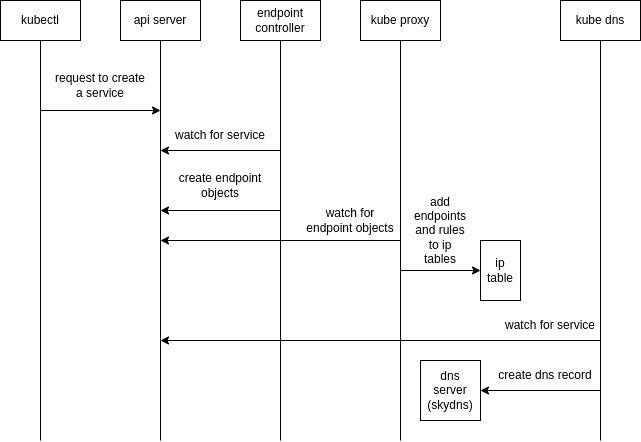 kubectl
api server
endpoint
controller
kube proxy
kube dns
request to create
a service
watch for service
create endpoint
objects
watch for
endpoint objects
add
endpoints
and rules
to ip
tables
ip
table
watch for service
dns
server
(skydns)
create dns record